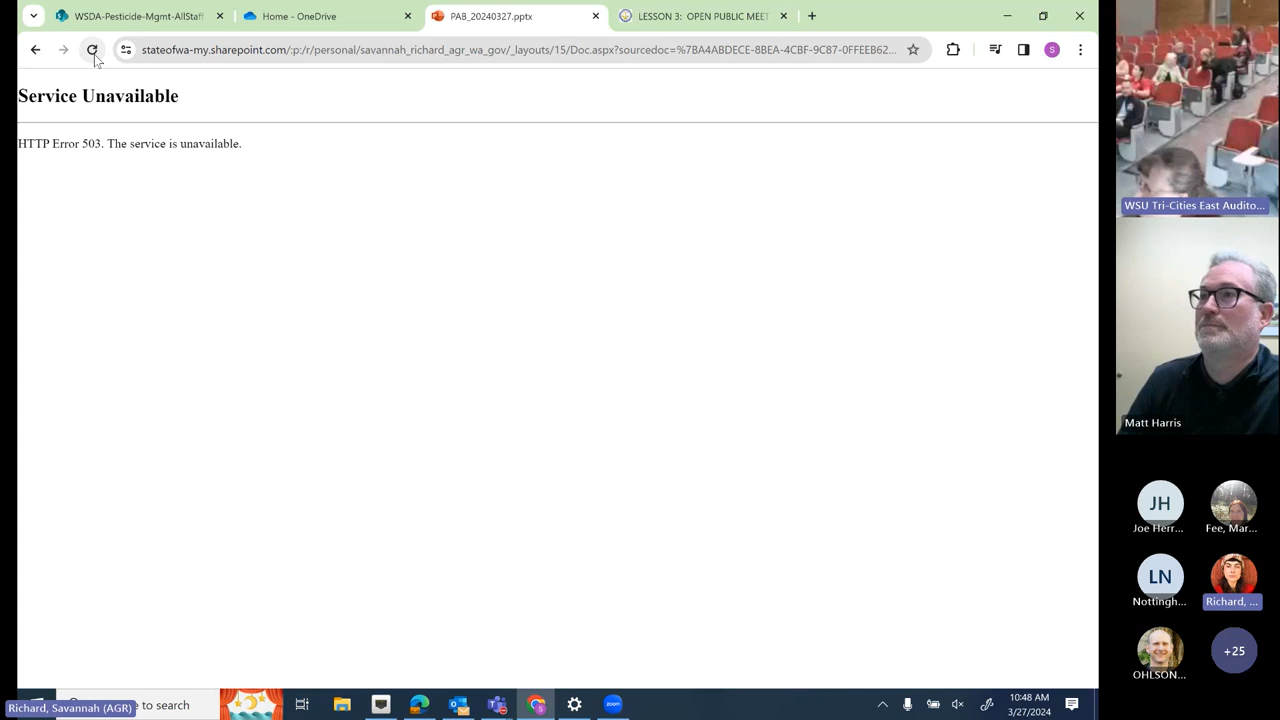 WSDA-Pesticide-Mgmt-AllStaff
Home - OneDrive
PAB_20240327.pptx
LESSON 3: OPEN PUBLIC MEET
stateofwa-my.sharepoint.com/:p:/r/personal/savannah_richard_agr_wa_gov/_layouts/15/Doc.aspx?sourcedoc=%7BA4ABDECE-8BEA-4CBF-9C87-0FFEEB62...
S
Service Unavailable
HTTP Error 503. The service is unavailable.
WSU Tri-Cities East Audito...
Matt Harris
JH
Joe Herr...
Fee, Mar...
LN
Nottingh...
Richard, ...
OHLSON...
+25
here to search
zoom
10:48 AM
3/27/2024
Richard, Savannah (AGR)